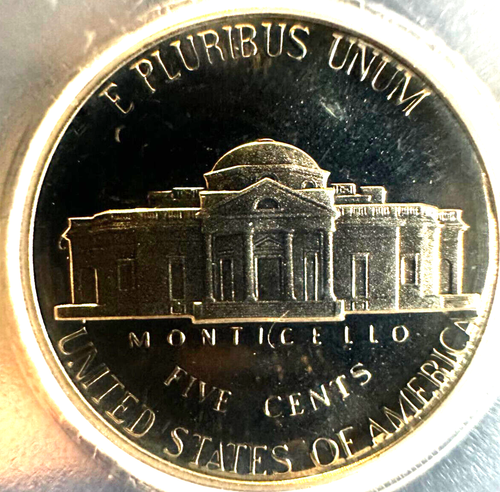 E PLURIBUS UNUM
MONTICELLO
FIVE CENTS
UNITED STATES OF AMERICA